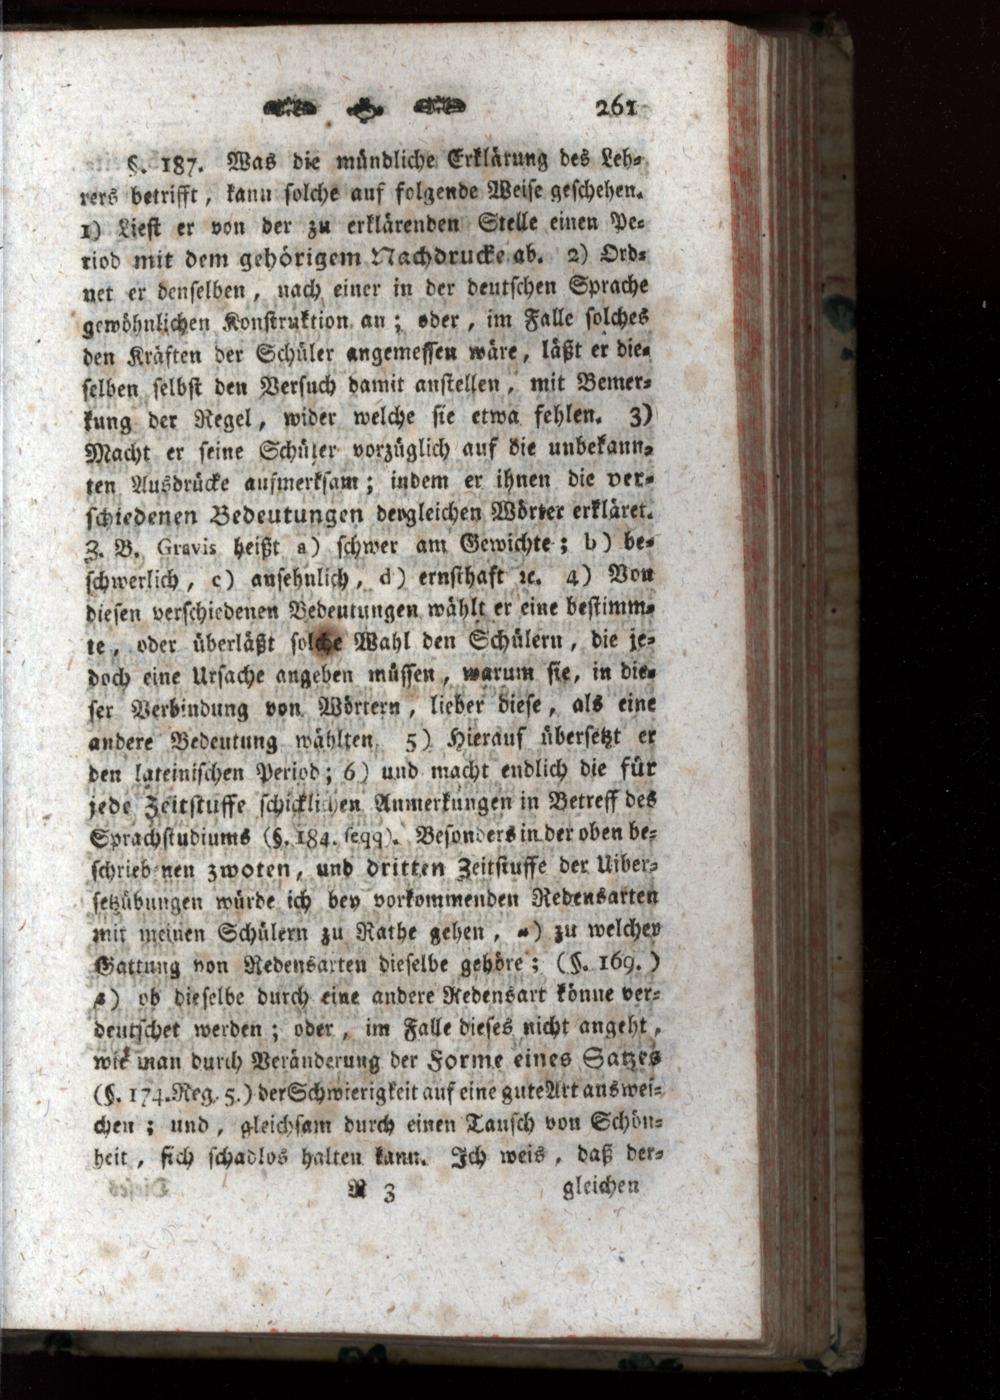 261
§. 187. Was die mündliche Erklärung des Leh-
rers betrifft, kann solche auf folgende Weise geschehen.
1) Liest er von der zu erklärenden Stelle einen Pe-
riod mit dem gehörigem Nachdrucke ab. 2) Ord-
net er denselben, nach einer in der deutschen Sprache
gewöhnlichen Konstruktion an; oder, im Falle solches
den Kräften der Schüler angemessen wäre, läßt er die-
selben selbst den Versuch damit anstellen, mit Bemer-
kung der Regel, wider welche sie etwa fehlen. 3)
Macht er seine Schüler vorzüglich auf die unbekann-
ten Ausdrücke aufmerksam; indem er ihnen die ver-
schiedenen Bedeutungen dergleichen Wörter erkläret.
Z. B. Gravis heißt a) schwer am Gewichte; b) be-
schwerlich, c) ansehnlich, d) ernsthaft ꝛc. 4) Von
diesen verschiedenen Bedeutungen wählt er eine bestimm-
te, oder überläßt solche Wahl den Schülern, die je-
doch eine Ursache angeben müssen, warum sie, in die-
ser Verbindung von Wörtern, lieber diese, als eine
andere Bedeutung wählten. 5) Hierauf übersetzt er
den lateinischen Period; 6) und macht endlich die für
jede Zeitstuffe schicklichen Anmerkungen in Betreff des
Sprachstudiums (§. 184. seqq). Besonders in der oben be-
schriebenen zwoten, und dritten Zeitstuffe der Uiber-
setzübungen würde ich bey vorkommenden Redensarten
mit meinen Schülern zu Rathe gehen, α) zu welcher
Gattung von Redensarten dieselbe gehöre; (§. 169.)
β) ob dieselbe durch eine andere Redensart könne ver-
deutschet werden; oder, im Falle dieses nicht angeht,
wie man durch Veränderung der Forme eines Satzes
(§. 174. Reg. 5.) der Schwierigkeit auf eine gute Art auswei-
chen; und, gleichsam durch einen Tausch von Schön-
heit, sich schadlos halten kann. Ich weis, daß der-
R 3 gleichen